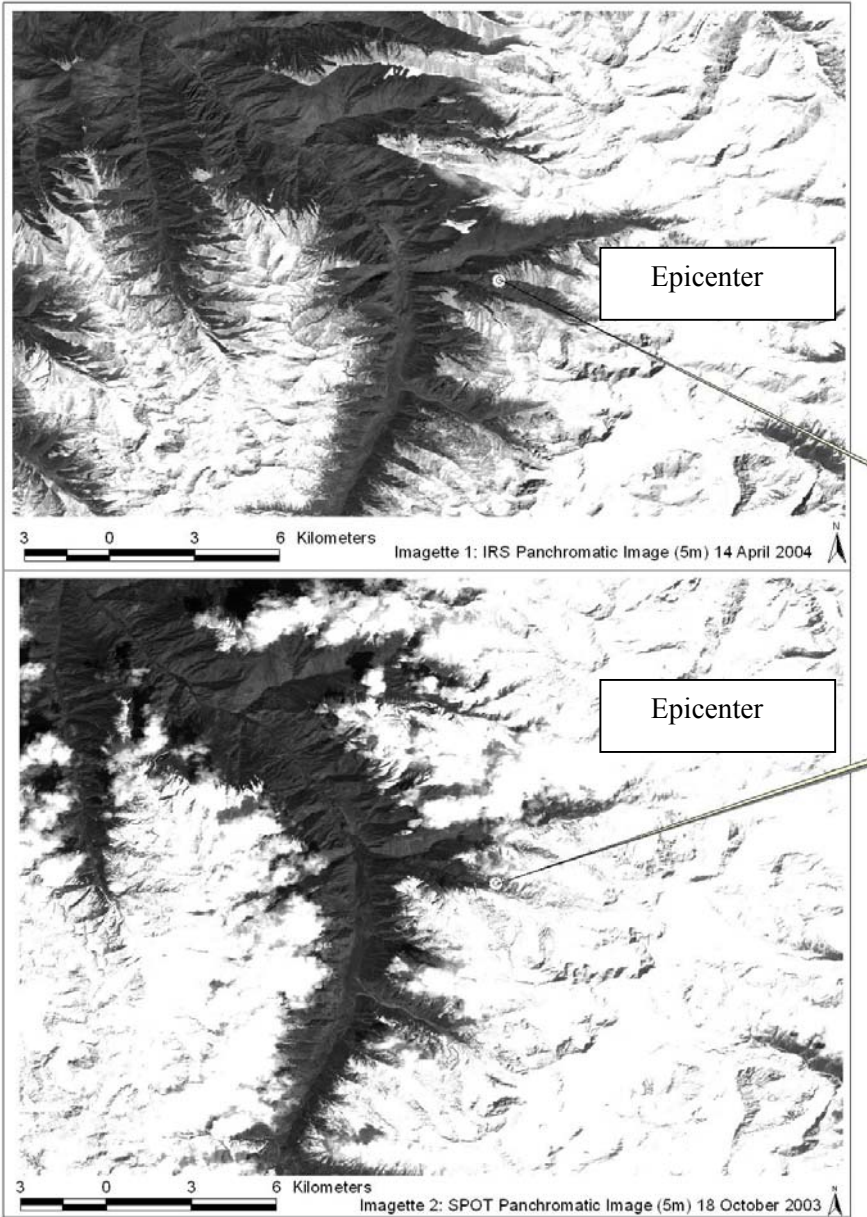 Epicenter
3 0 3 6 Kilometers
Imagette 1: IRS Panchromatic Image (5m) 14 April 2004
N
Epicenter
3 0 3 6 Kilometers
Imagette 2: SPOT Panchromatic Image (5m) 18 October 2003
N